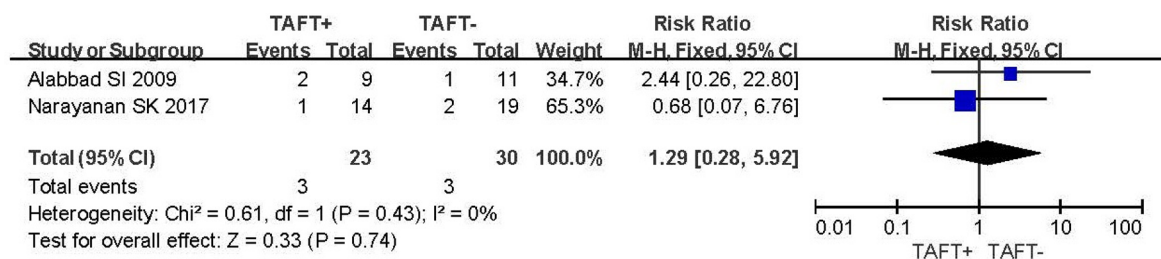 TAFT+ TAFT- Risk Ratio Risk Ratio
Study or Subgroup Events Total Events Total Weight M-H, Fixed, 95% CI M-H, Fixed, 95% CI
Alabbad SI 2009 2 9 1 11 34.7% 2.44 [0.26, 22.80]
Narayanan SK 2017 1 14 2 19 65.3% 0.68 [0.07, 6.76]
Total (95% CI) 23 30 100.0% 1.29 [0.28, 5.92]
Total events 3 3
Heterogeneity: Chi² = 0.61, df = 1 (P = 0.43); I² = 0%
Test for overall effect: Z = 0.33 (P = 0.74)
0.01 0.1 1 10 100
TAFT+ TAFT-